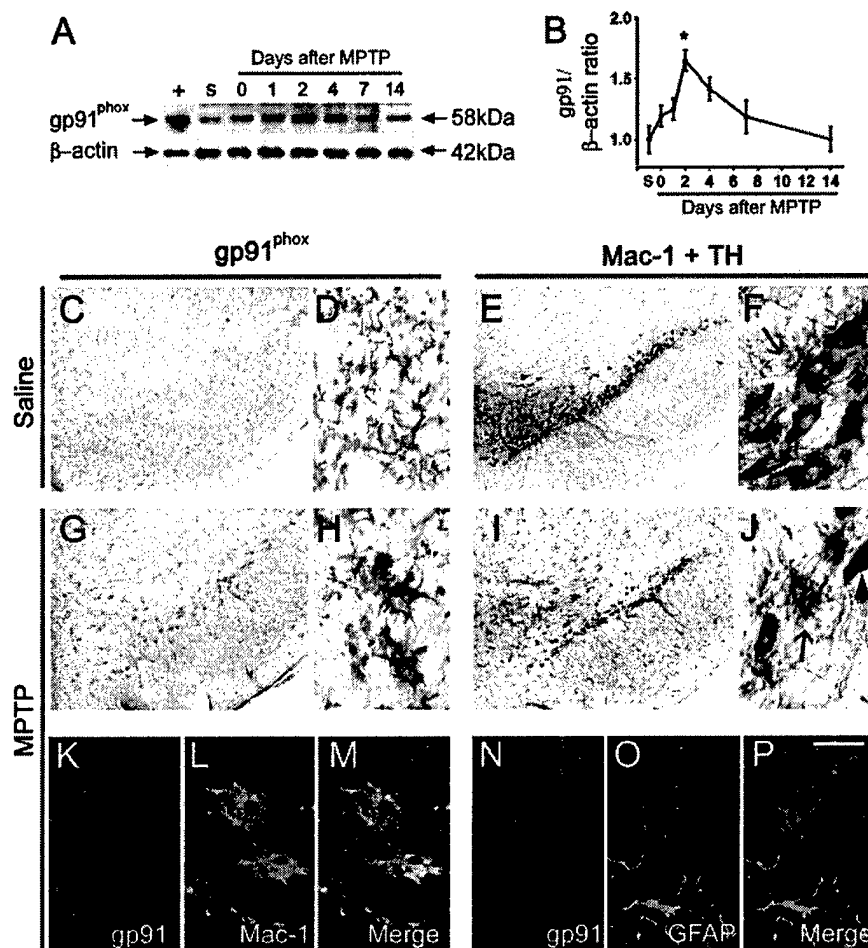 A
Days after MPTP
+ S 0 1 2 4 7 14
gp91phox
58kDa
β–actin
42kDa
B
gp91/
β–actin ratio
2.0
1.5
1.0
*
S 0 2 4 6 8 10 12 14
Days after MPTP
gp91phox
Mac-1 + TH
Saline
C
D
E
F
MPTP
G
H
I
J
K
gp91
L
Mac-1
M
Merge
N
gp91
O
GFAP
P
Merge